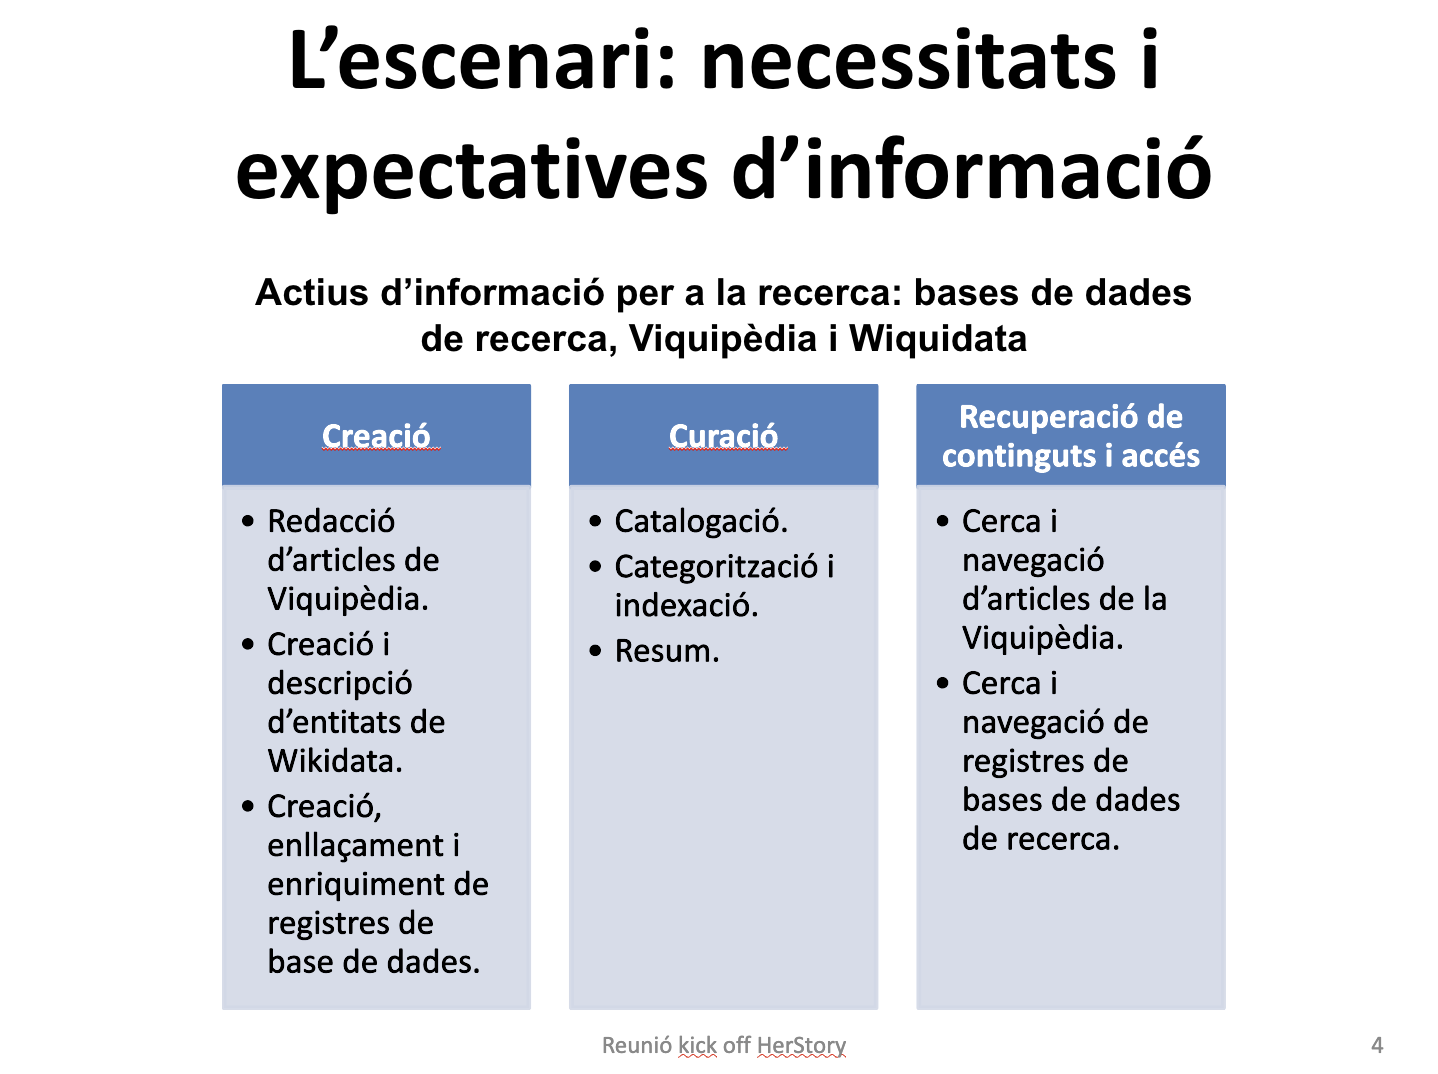 L’escenari: necessitats i
expectatives d’informació
Actius d’informació per a la recerca: bases de dades
de recerca, Viquipèdia i Wiquidata
Creació
• Redacció
d’articles de
Viquipèdia.
• Creació i
descripció
d’entitats de
Wikidata.
• Creació,
enllaçament i
enriquiment de
registres de
base de dades.
Curació
• Catalogació.
• Categorització i
indexació.
• Resum.
Recuperació de
continguts i accés
• Cerca i
navegació
d’articles de la
Viquipèdia.
• Cerca i
navegació de
registres de
bases de dades
de recerca.
Reunió kick off HerStory
4